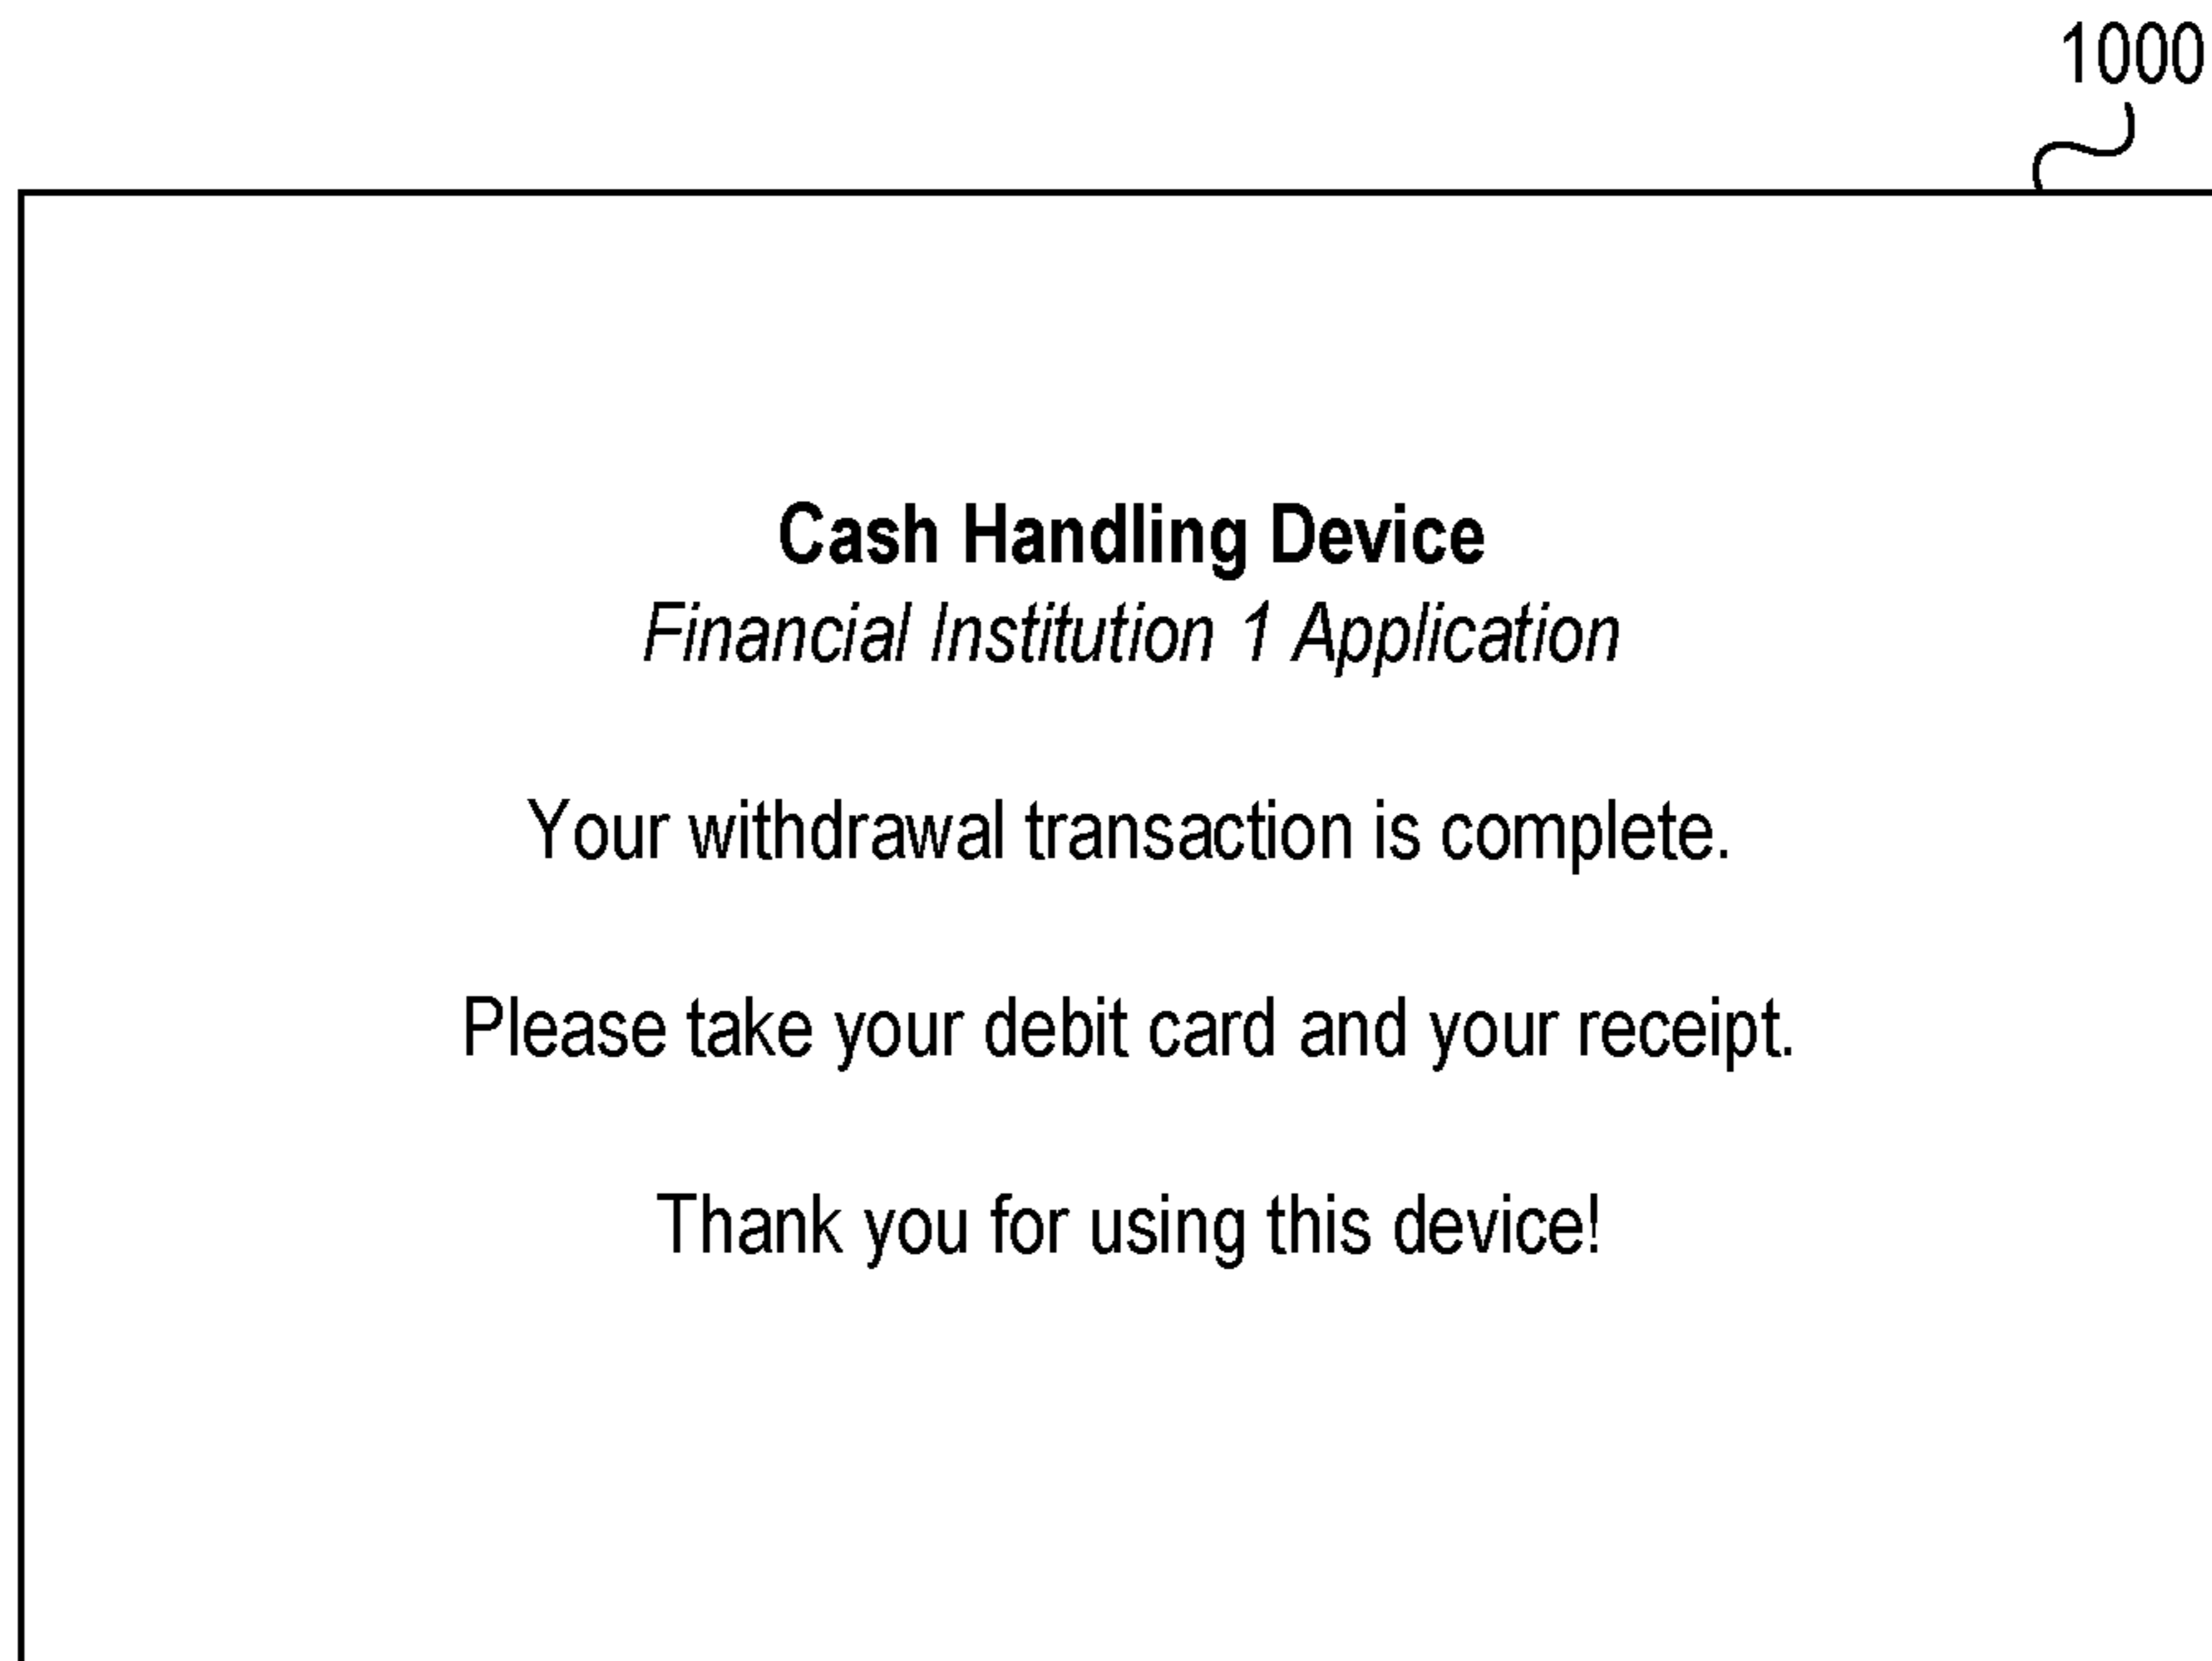 1000
Cash Handling Device
Financial Institution 1 Application
Your withdrawal transaction is complete.
Please take your debit card and your receipt.
Thank you for using this device!